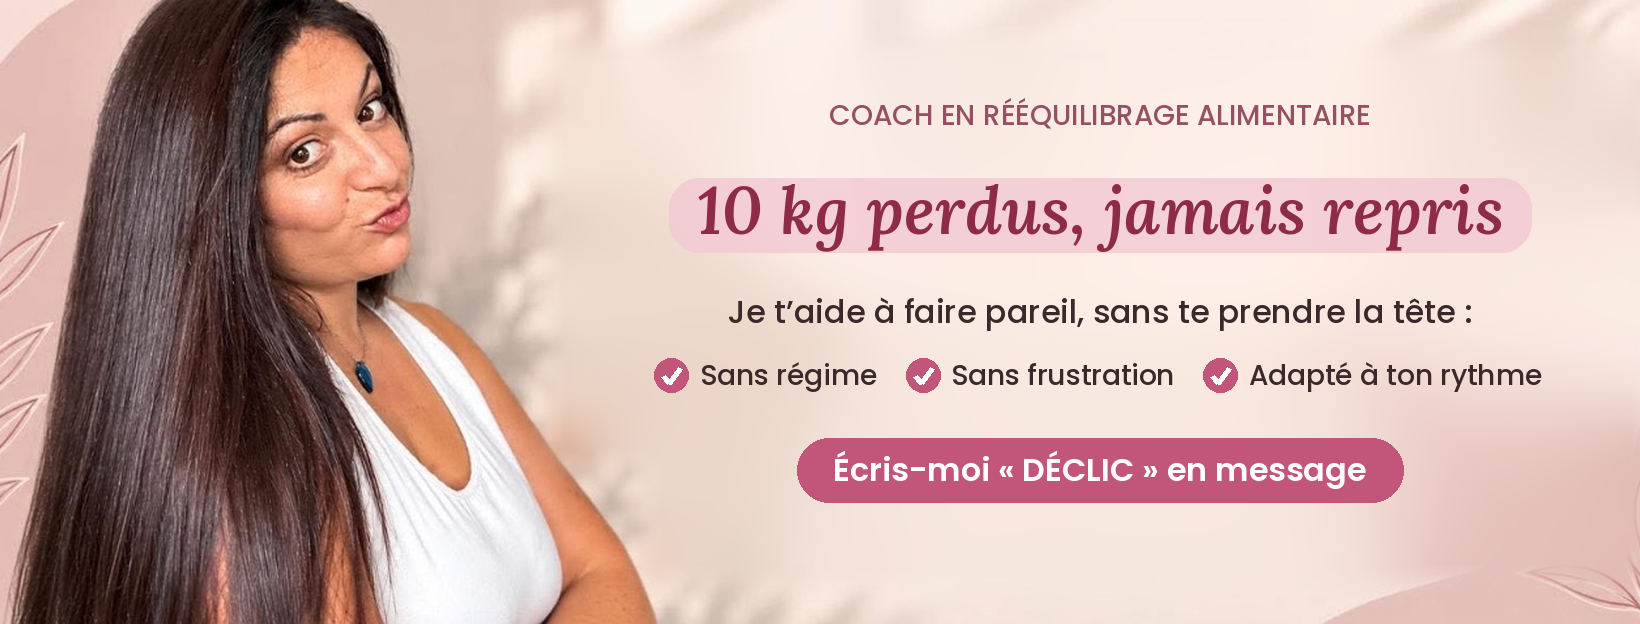 COACH EN RÉÉQUILIBRAGE ALIMENTAIRE
10 kg perdus, jamais repris
Je t’aide à faire pareil, sans te prendre la tête :
Sans régime Sans frustration Adapté à ton rythme
Écris-moi « DÉCLIC » en message